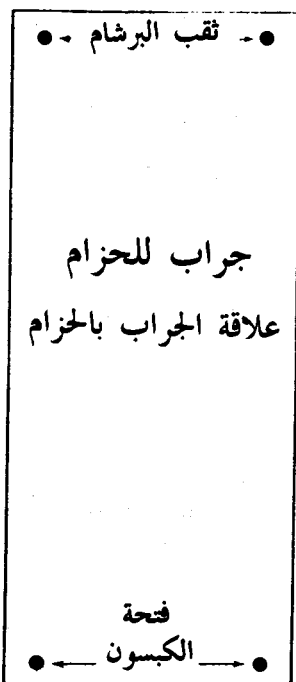 ثقب البرشام
جراب للحزام
علاقة الجراب بالحزام
فتحة
الكبسون